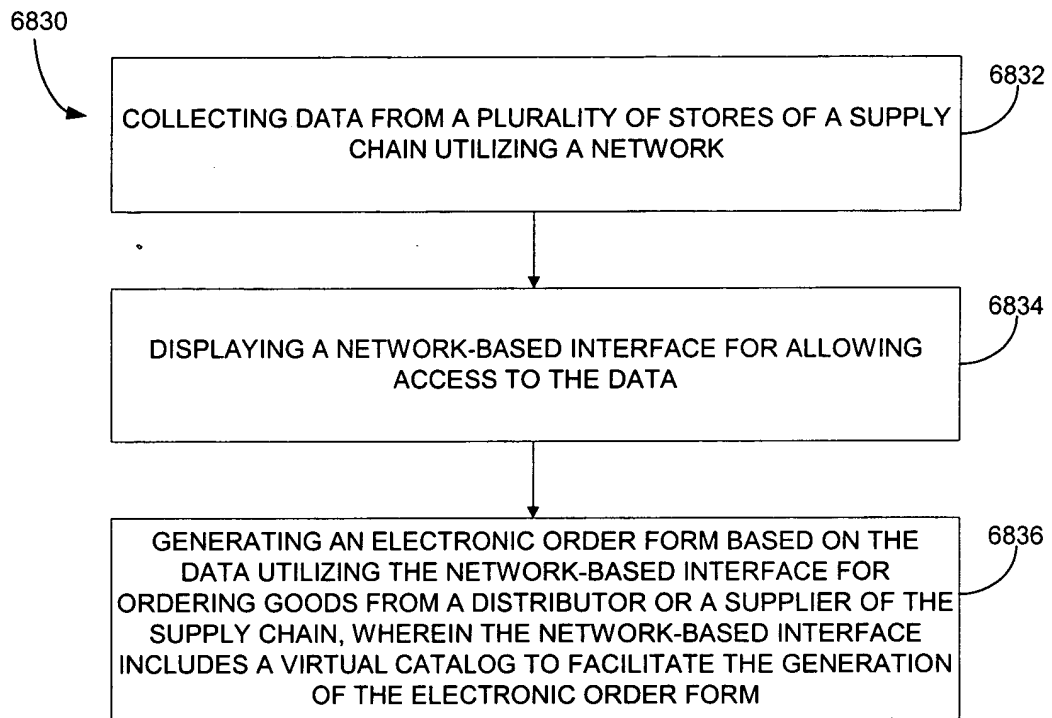 6830
6832
COLLECTING DATA FROM A PLURALITY OF STORES OF A SUPPLY
CHAIN UTILIZING A NETWORK
6834
DISPLAYING A NETWORK-BASED INTERFACE FOR ALLOWING
ACCESS TO THE DATA
6836
GENERATING AN ELECTRONIC ORDER FORM BASED ON THE
DATA UTILIZING THE NETWORK-BASED INTERFACE FOR
ORDERING GOODS FROM A DISTRIBUTOR OR A SUPPLIER OF THE
SUPPLY CHAIN, WHEREIN THE NETWORK-BASED INTERFACE
INCLUDES A VIRTUAL CATALOG TO FACILITATE THE GENERATION
OF THE ELECTRONIC ORDER FORM